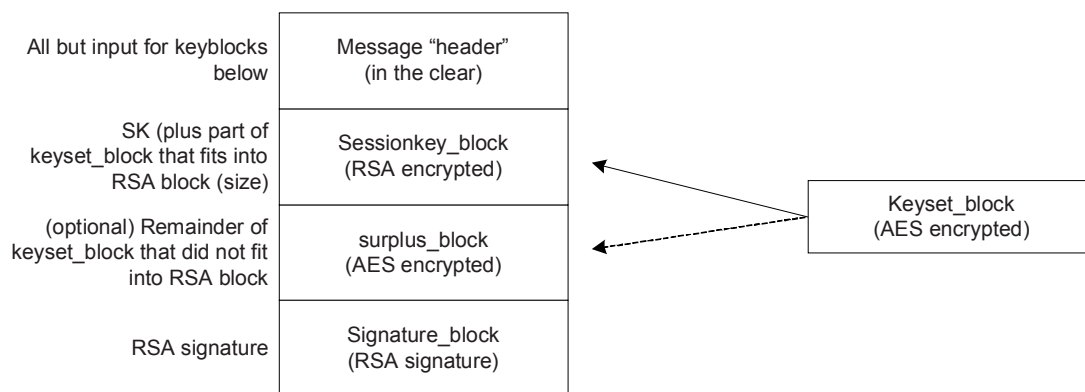 All but input for keyblocks
below
Message “header”
(in the clear)
SK (plus part of
keyset_block that fits into
RSA block (size)
Sessionkey_block
(RSA encrypted)
Keyset_block
(AES encrypted)
(optional) Remainder of
keyset_block that did not fit
into RSA block
surplus_block
(AES encrypted)
RSA signature
Signature_block
(RSA signature)